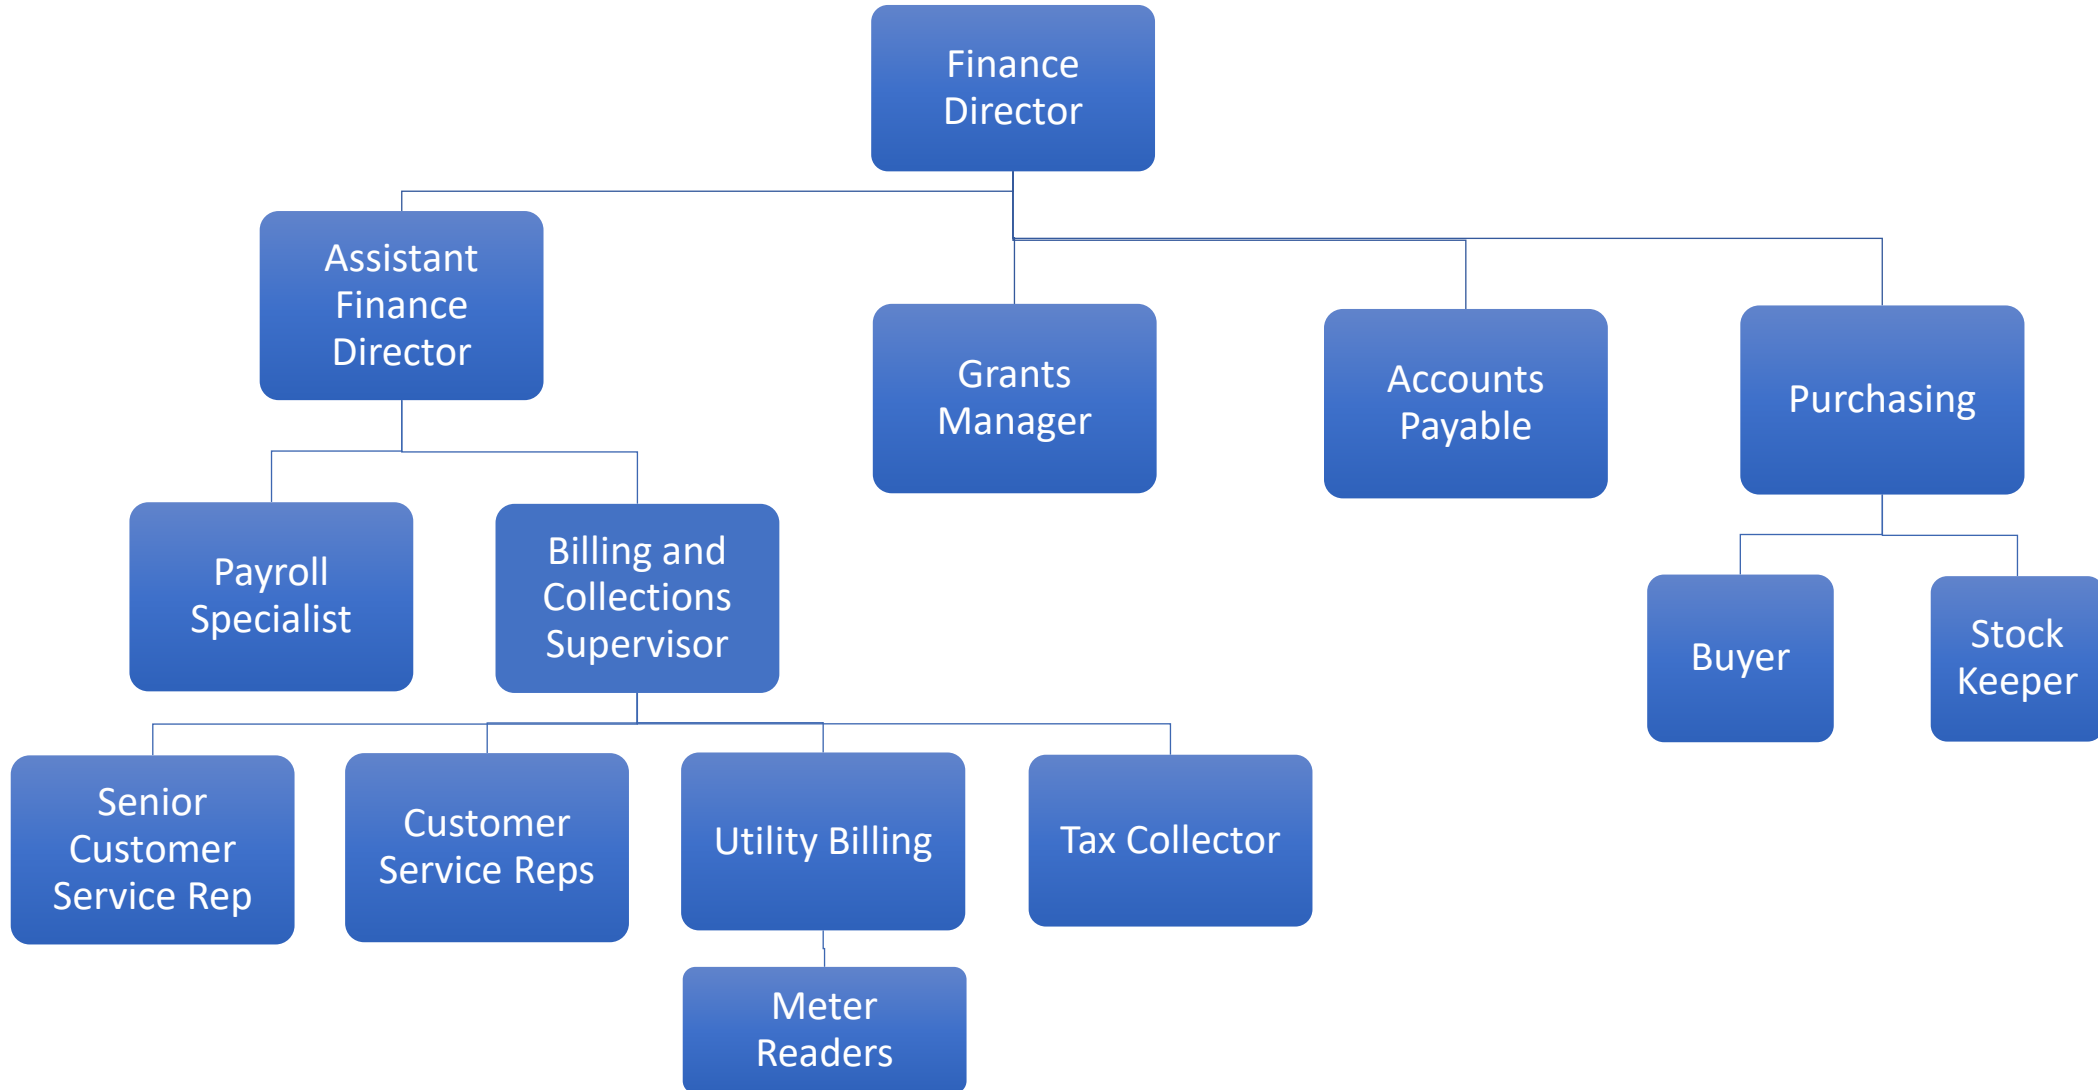 Finance
Director
Assistant
Finance
Director
Grants
Manager
Accounts
Payable
Purchasing
Payroll
Specialist
Billing and
Collections
Supervisor
Buyer
Stock
Keeper
Senior
Customer
Service Rep
Customer
Service Reps
Utility Billing
Tax Collector
Meter
Readers